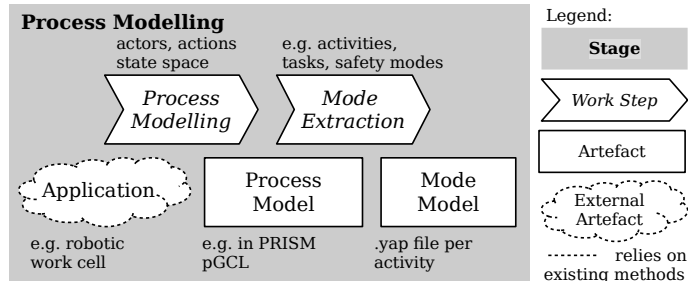 Process Modelling
actors, actions
state space
e.g. activities,
tasks, safety modes
Process
Modelling
Mode
Extraction
Application
Process
Model
Mode
Model
e.g. robotic
work cell
e.g. in PRISM
pGCL
.yap file per
activity
Legend:
Stage
Work Step
Artefact
External
Artefact
relies on
existing methods